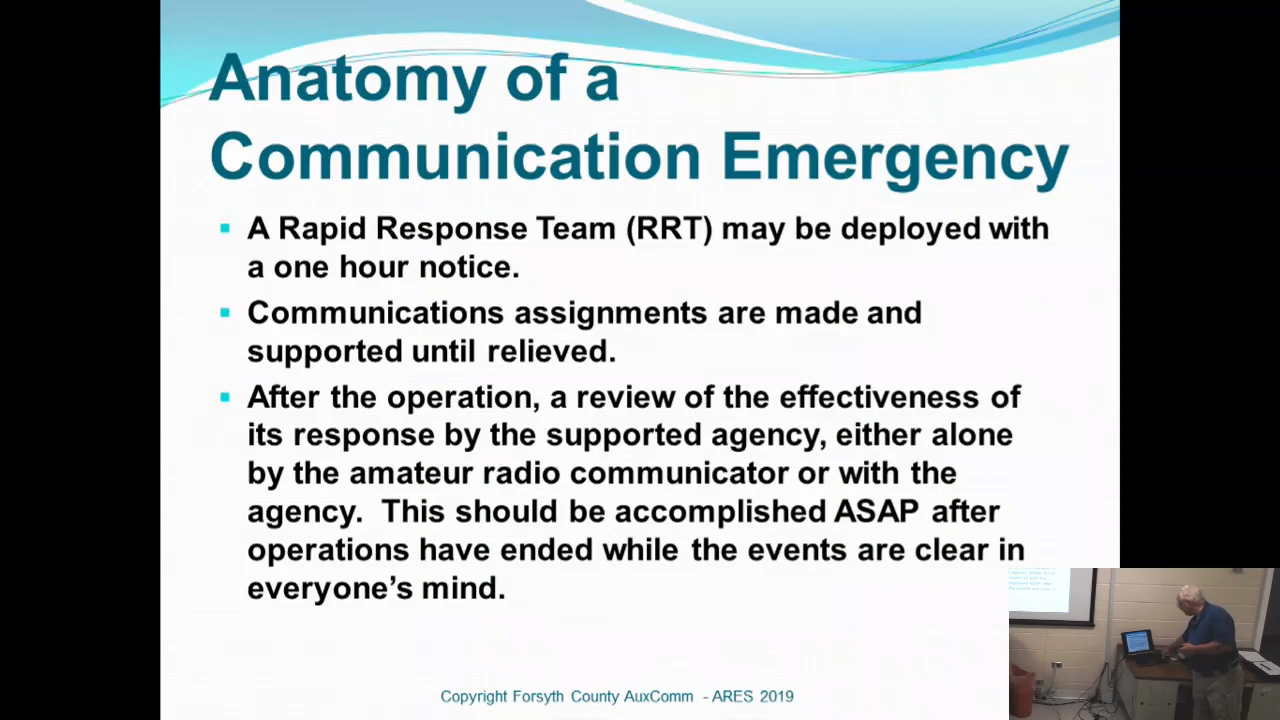 Anatomy of a
Communication Emergency
▪ A Rapid Response Team (RRT) may be deployed with
a one hour notice.
▪ Communications assignments are made and
supported until relieved.
▪ After the operation, a review of the effectiveness of
its response by the supported agency, either alone
by the amateur radio communicator or with the
agency.  This should be accomplished ASAP after
operations have ended while the events are clear in
everyone’s mind.
Copyright Forsyth County AuxComm - ARES 2019